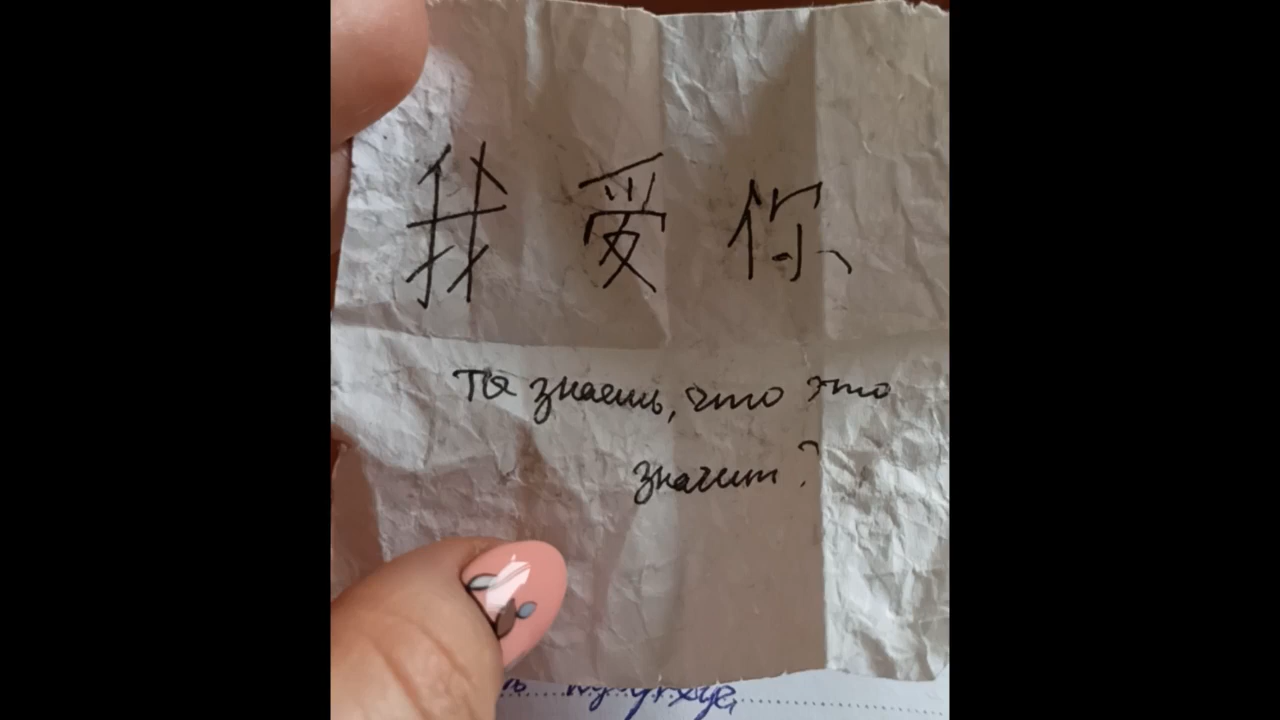 我 爱 你
ты знаешь, что это
значит?